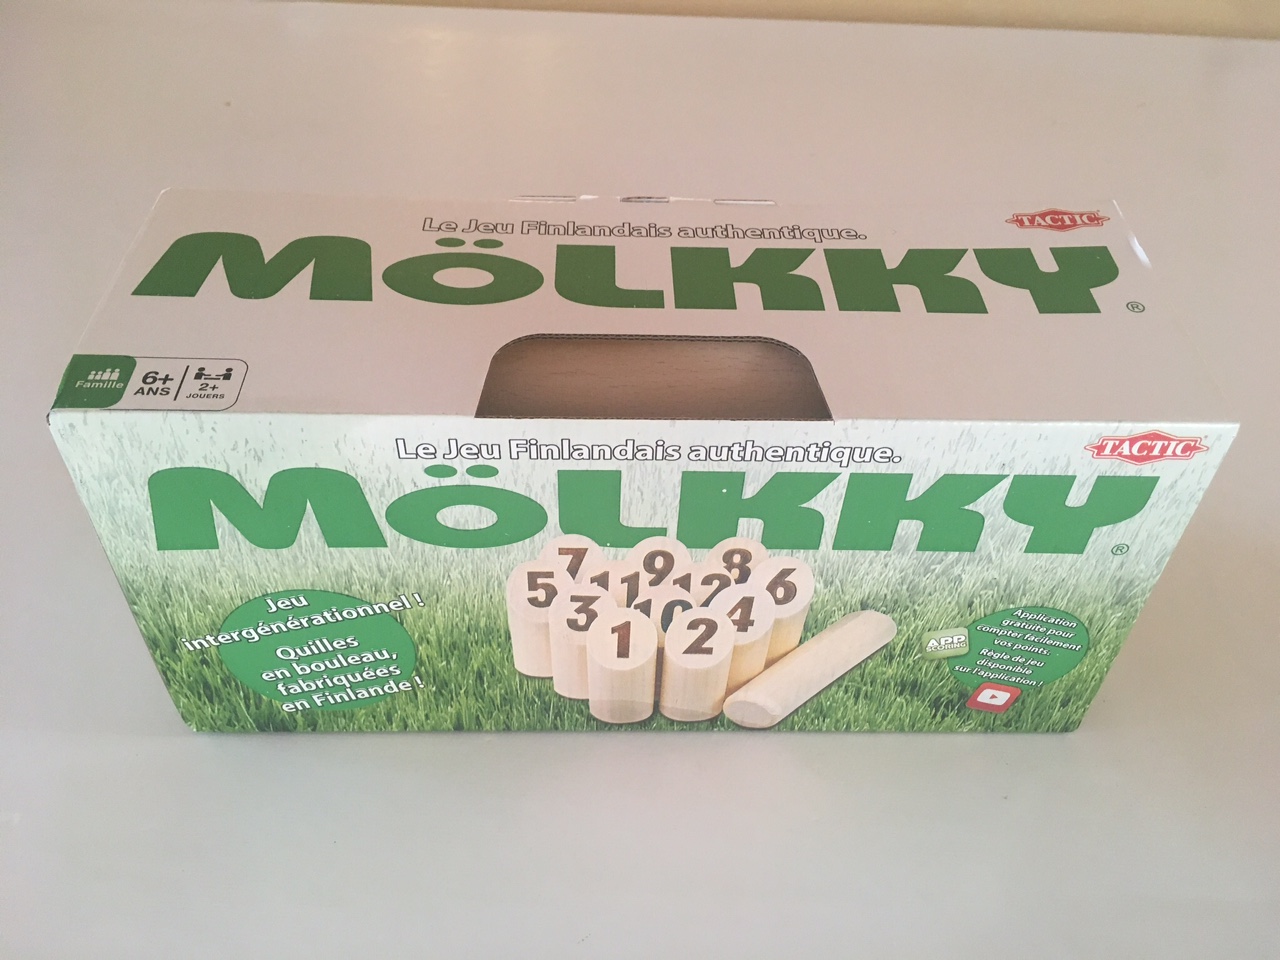 Le Jeu Finlandais authentique.
TACTIC
MÖLKKY®
Famille
6+
ANS
2+
JOUERS
Le Jeu Finlandais authentique.
TACTIC
MÖLKKY®
7 9 8
5 11 12 6
3 10 4
1 2
Jeu
intergénérationnel !
Quilles
en bouleau,
fabriquées
en Finlande !
APP
SCORING
Application
gratuite pour
compter facilement
vos points.
Règle de jeu
disponible
sur l'application !